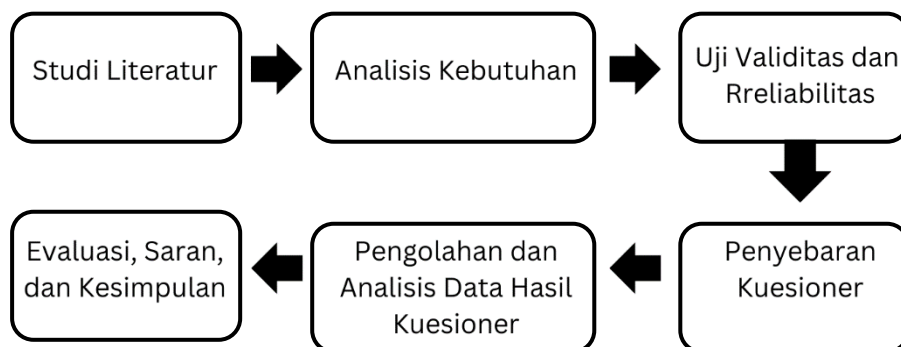 Studi Literatur
Analisis Kebutuhan
Uji Validitas dan
Rreliabilitas
Penyebaran
Kuesioner
Pengolahan dan
Analisis Data Hasil
Kuesioner
Evaluasi, Saran,
dan Kesimpulan